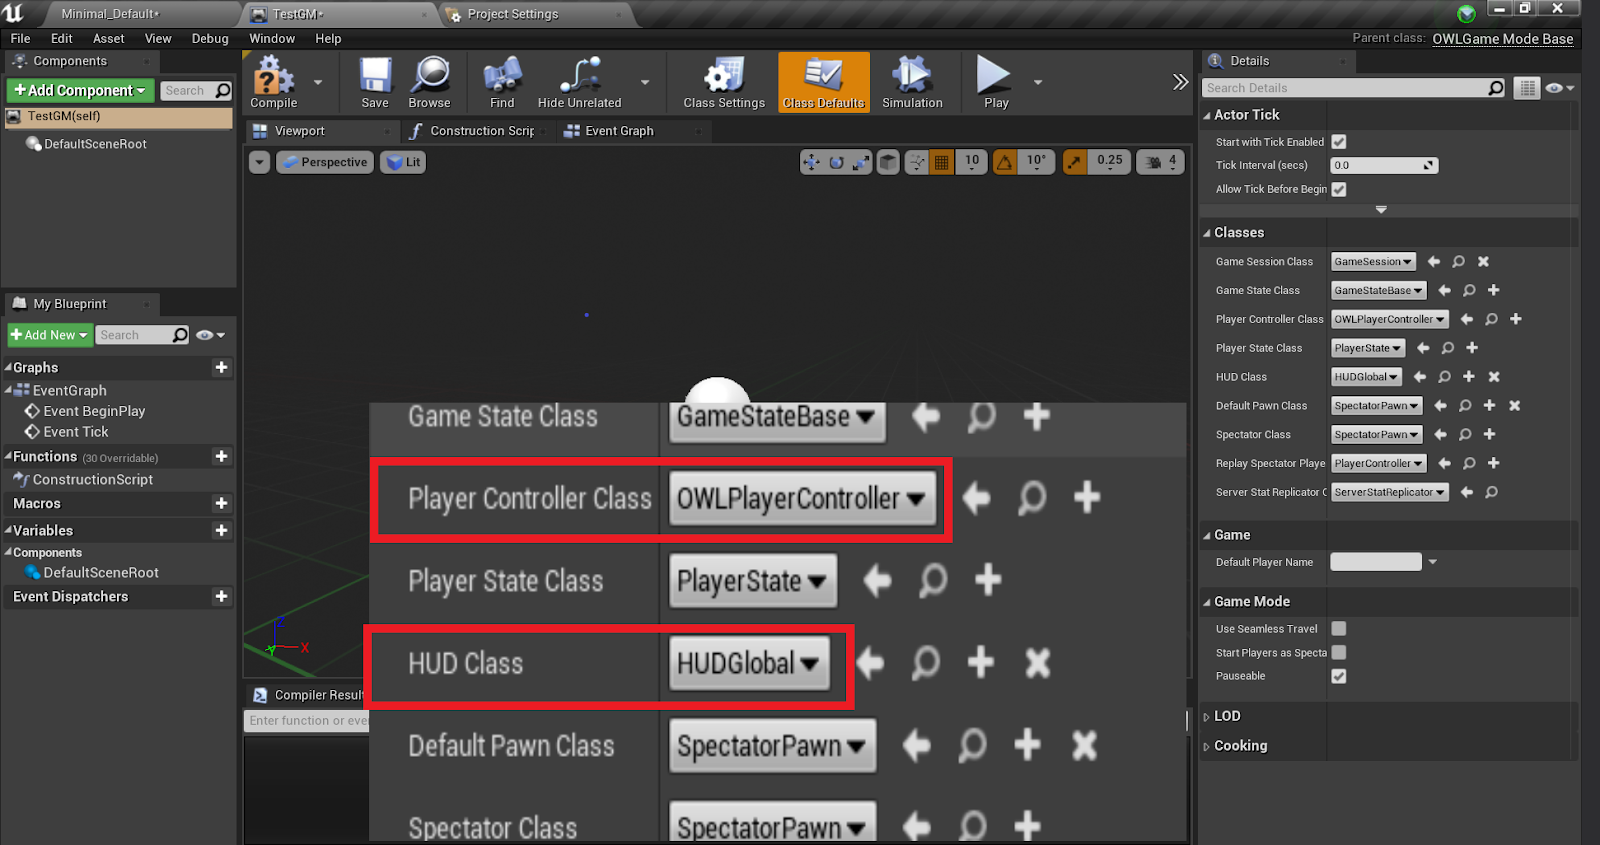 Minimal_Default*
TestGM*
Project Settings
File Edit Asset View Debug Window Help
Parent class: OWLGame Mode Base
Components
+Add Component
Search
TestGM(self)
DefaultSceneRoot
My Blueprint
+Add New
Search
Graphs
EventGraph
Event BeginPlay
Event Tick
Functions (30 Overridable)
ConstructionScript
Macros
Variables
Components
DefaultSceneRoot
Event Dispatchers
Compile
Save
Browse
Find
Hide Unrelated
Class Settings
Class Defaults
Simulation
Play
Viewport
Construction Scrip
Event Graph
Perspective
Lit
10
10°
0.25
4
Z
X
Y
Game State Class GameStateBase
Player Controller Class OWLPlayerController
Player State Class PlayerState
HUD Class HUDGlobal
Default Pawn Class SpectatorPawn
Spectator Class SpectatorPawn
Compiler Result
Enter function or eve
Details
Search Details
Actor Tick
Start with Tick Enabled
Tick Interval (secs) 0.0
Allow Tick Before Begin
Classes
Game Session Class GameSession
Game State Class GameStateBase
Player Controller Class OWLPlayerController
Player State Class PlayerState
HUD Class HUDGlobal
Default Pawn Class SpectatorPawn
Spectator Class SpectatorPawn
Replay Spectator Playe PlayerController
Server Stat Replicator C ServerStatReplicator
Game
Default Player Name
Game Mode
Use Seamless Travel
Start Players as Specta
Pauseable
LOD
Cooking